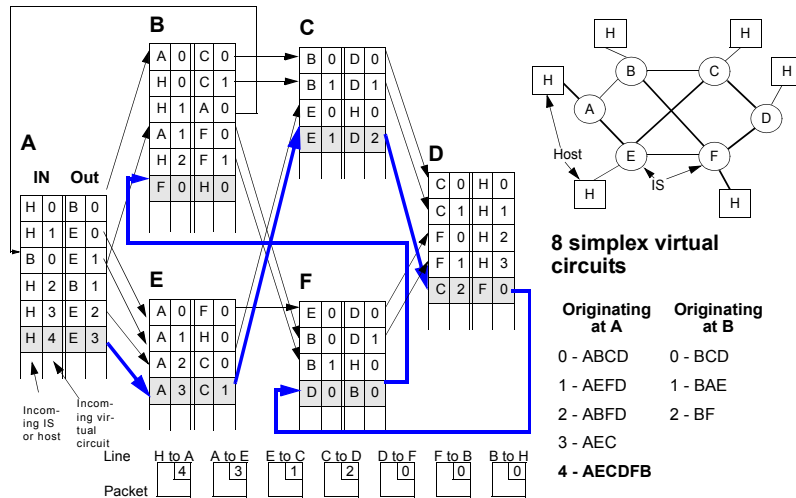 A
IN Out
H 0 B 0
H 1 E 0
B 0 E 1
H 2 B 1
H 3 E 2
H 4 E 3
Incom-
ing IS
or host
Incoming
ing vir-
tual
circuit
B
A 0 C 0
H 0 C 1
H 1 A 0
A 1 F 0
H 2 F 1
F 0 H 0
E
A 0 F 0
A 1 H 0
A 2 C 0
A 3 C 1
C
B 0 D 0
B 1 D 1
E 0 H 0
E 1 D 2
F
E 0 D 0
B 0 D 1
B 1 H 0
D 0 B 0
D
C 0 H 0
C 1 H 1
F 0 H 2
F 1 H 3
C 2 F 0
Line H to A A to E E to C C to D D to F F to B B to H
Packet 4 3 1 2 0 0 0
H H
H B C H
A D
Host E F
H IS
H
8 simplex virtual
circuits
Originating
at A
0 - ABCD
1 - AEFD
2 - ABFD
3 - AEC
4 - AECDFB
Originating
at B
0 - BCD
1 - BAE
2 - BF